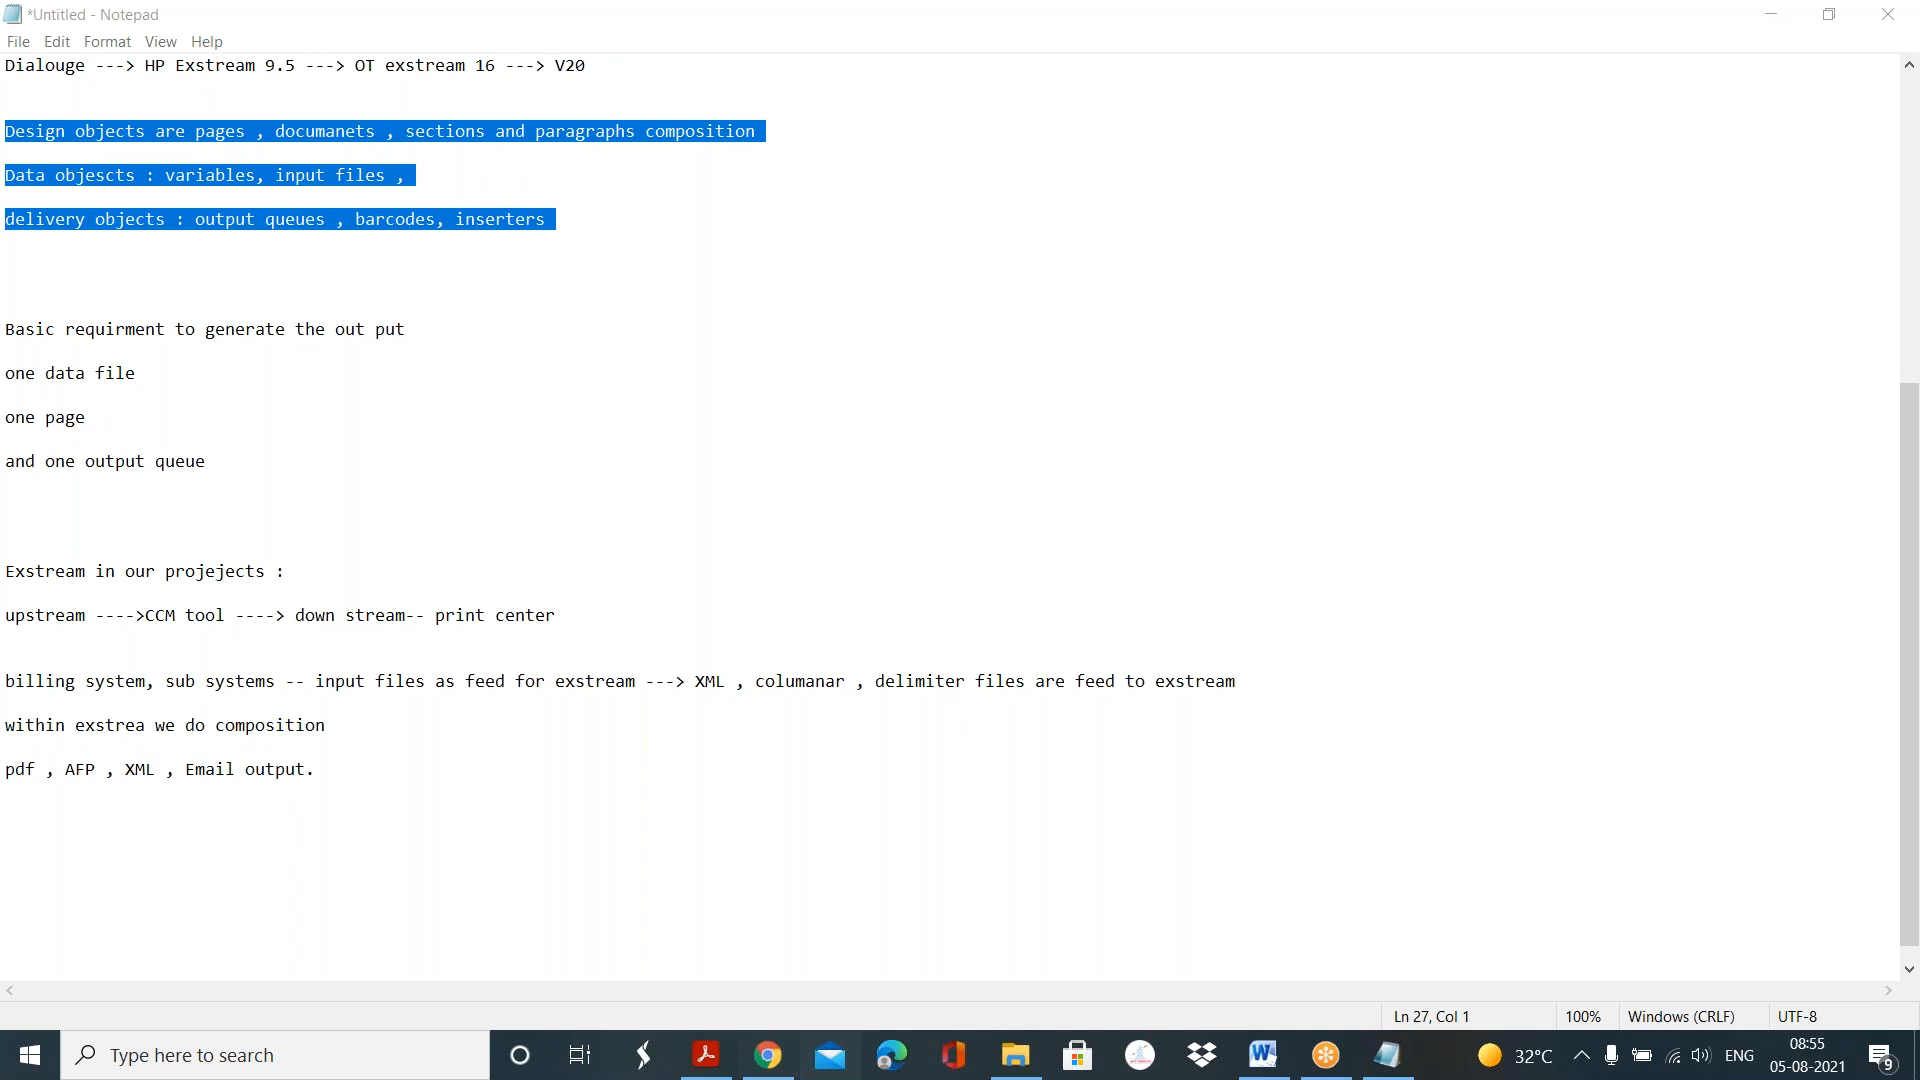 *Untitled - Notepad
File Edit Format View Help
Dialouge ---> HP Exstream 9.5 ---> OT exstream 16 ---> V20
Design objects are pages , documanets , sections and paragraphs composition
Data objescts : variables, input files ,
delivery objects : output queues , barcodes, inserters
Basic requirment to generate the out put
one data file
one page
and one output queue
Exstream in our projejects :
upstream ---->CCM tool ----> down stream-- print center
billing system, sub systems -- input files as feed for exstream ---> XML , columanar , delimiter files are feed to exstream
within exstrea we do composition
pdf , AFP , XML , Email output.
Ln 27, Col 1 100% Windows (CRLF) UTF-8
Type here to search
32°C ENG 08:55
05-08-2021
9